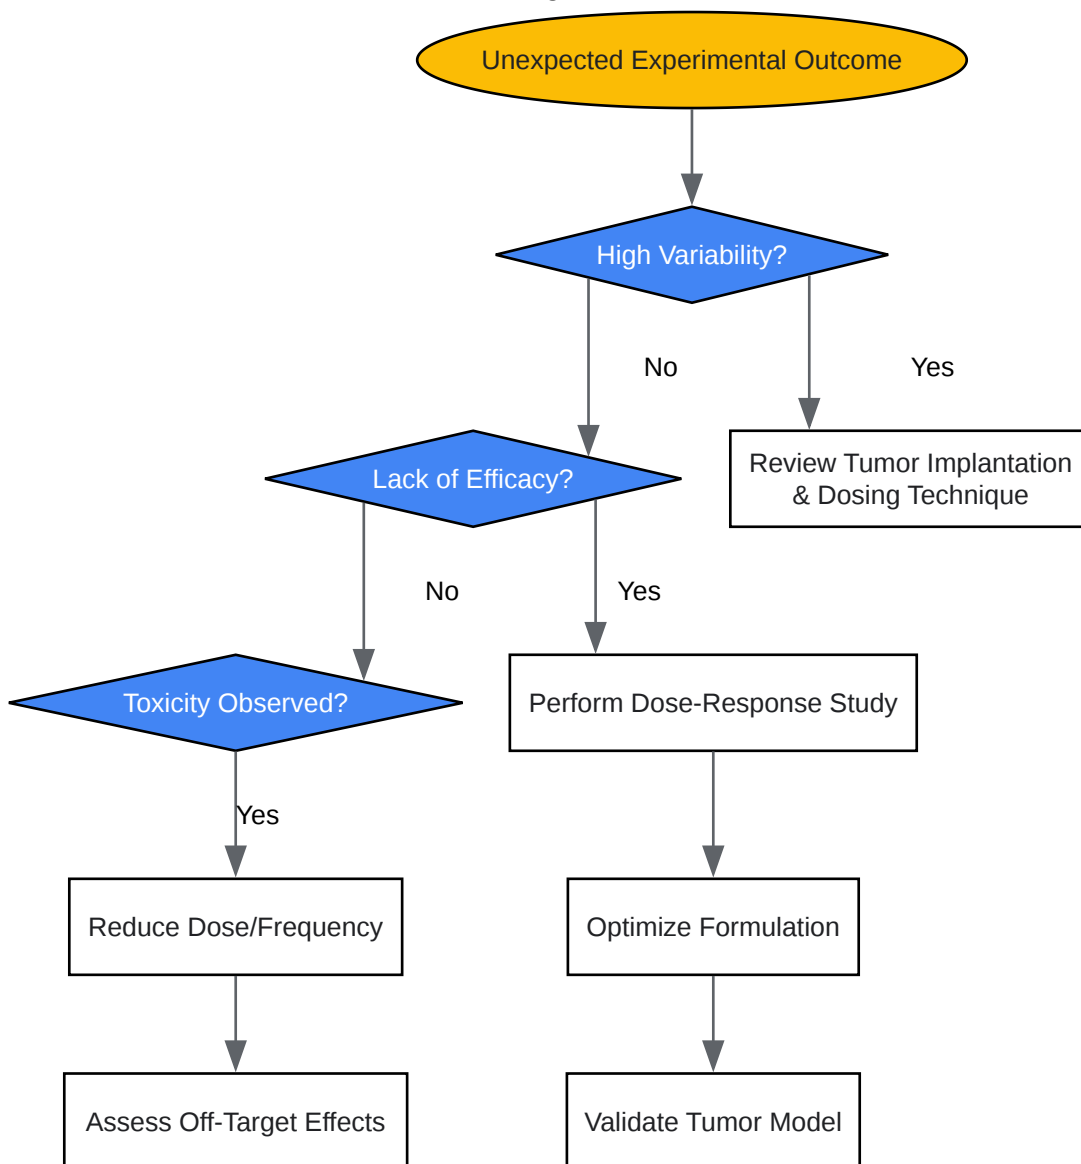 Unexpected Experimental Outcome
High Variability?
No
Yes
Review Tumor Implantation
& Dosing Technique
Lack of Efficacy?
No
Yes
Toxicity Observed?
Perform Dose-Response Study
Yes
Reduce Dose/Frequency
Optimize Formulation
Assess Off-Target Effects
Validate Tumor Model